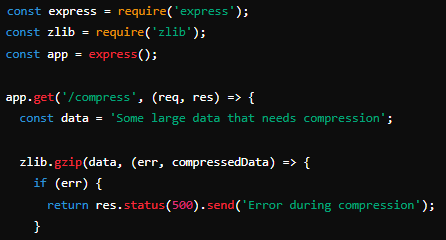 const express = require('express');
const zlib = require('zlib');
const app = express();
app.get('/compress', (req, res) => {
const data = 'Some large data that needs compression';
zlib.gzip(data, (err, compressedData) => {
if (err) {
return res.status(500).send('Error during compression');
}